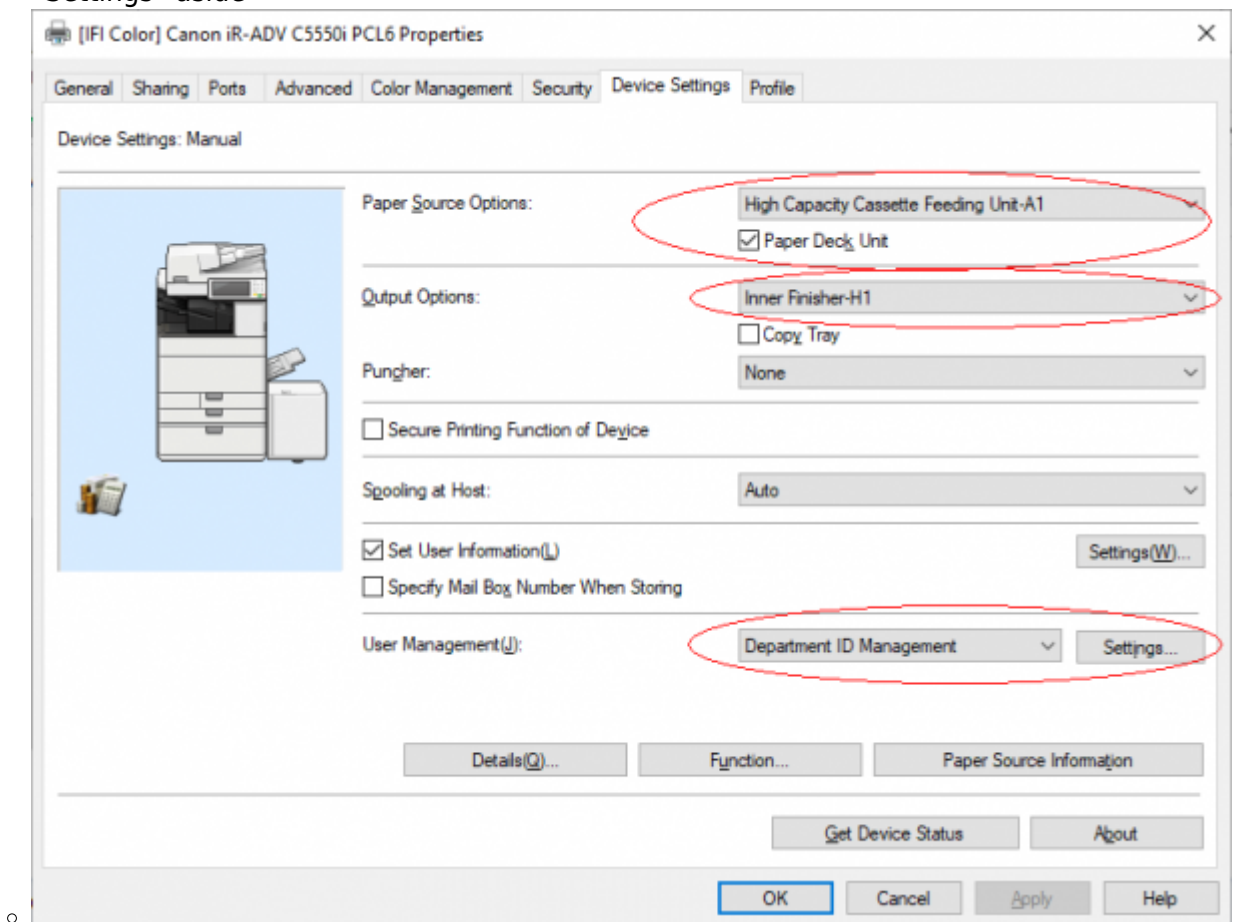 "Settings" aside
[IFI Color] Canon iR-ADV C5550i PCL6 Properties
General Sharing Ports Advanced Color Management Security Device Settings Profile
Device Settings: Manual
Paper Source Options: High Capacity Cassette Feeding Unit-A1
Paper Deck Unit
Output Options: Inner Finisher-H1
Copy Tray
Puncher: None
Secure Printing Function of Device
Spooling at Host: Auto
Set User Information(L) Settings(W)...
Specify Mail Box Number When Storing
User Management(J): Department ID Management Settings...
Details(Q)... Function... Paper Source Information
Get Device Status About
OK Cancel Apply Help